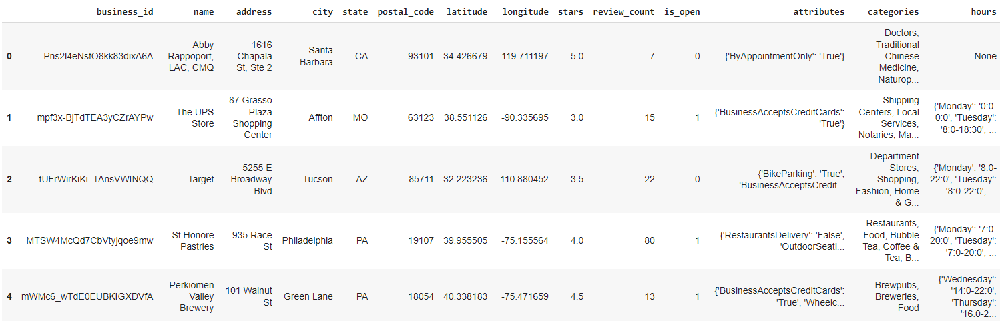 business_id name address city state postal_code latitude longitude stars review_count is_open attributes categories hours
0 Pns2l4eNsfO8kk83dixA6A Abby Rappoport, LAC, CMQ 1616 Chapala St, Ste 2 Santa Barbara CA 93101 34.426679 -119.711197 5.0 7 0 {'ByAppointmentOnly': 'True'} Doctors, Traditional Chinese Medicine, Naturop... None
1 mpf3x-BjTdTEA3yCZrAYPw The UPS Store 87 Grasso Plaza Shopping Center Affton MO 63123 38.551126 -90.335695 3.0 15 1 {'BusinessAcceptsCreditCards': 'True'} Shipping Centers, Local Services, Notaries, Ma... {'Monday': '0:0-0:0', 'Tuesday': '8:0-18:30', ...
2 tUFrWirKiKi_TAnsVWINQQ Target 5255 E Broadway Blvd Tucson AZ 85711 32.223236 -110.880452 3.5 22 0 {'BikeParking': 'True', 'BusinessAcceptsCredit... Department Stores, Shopping, Fashion, Home & G... {'Monday': '8:0-22:0', 'Tuesday': '8:0-22:0', ...
3 MTSW4McQd7CbVtyjqoe9mw St Honore Pastries 935 Race St Philadelphia PA 19107 39.955505 -75.155564 4.0 80 1 {'RestaurantsDelivery': 'False', 'OutdoorSeati... Restaurants, Food, Bubble Tea, Coffee & Tea, B... {'Monday': '7:0-20:0', 'Tuesday': '7:0-20:0', ...
4 mWMc6_wTdE0EUBKIGXDVfA Perkiomen Valley Brewery 101 Walnut St Green Lane PA 18054 40.338183 -75.471659 4.5 13 1 {'BusinessAcceptsCreditCards': 'True', 'Wheelc... Brewpubs, Breweries, Food {'Wednesday': '14:0-22:0', 'Thursday': '16:0-2...